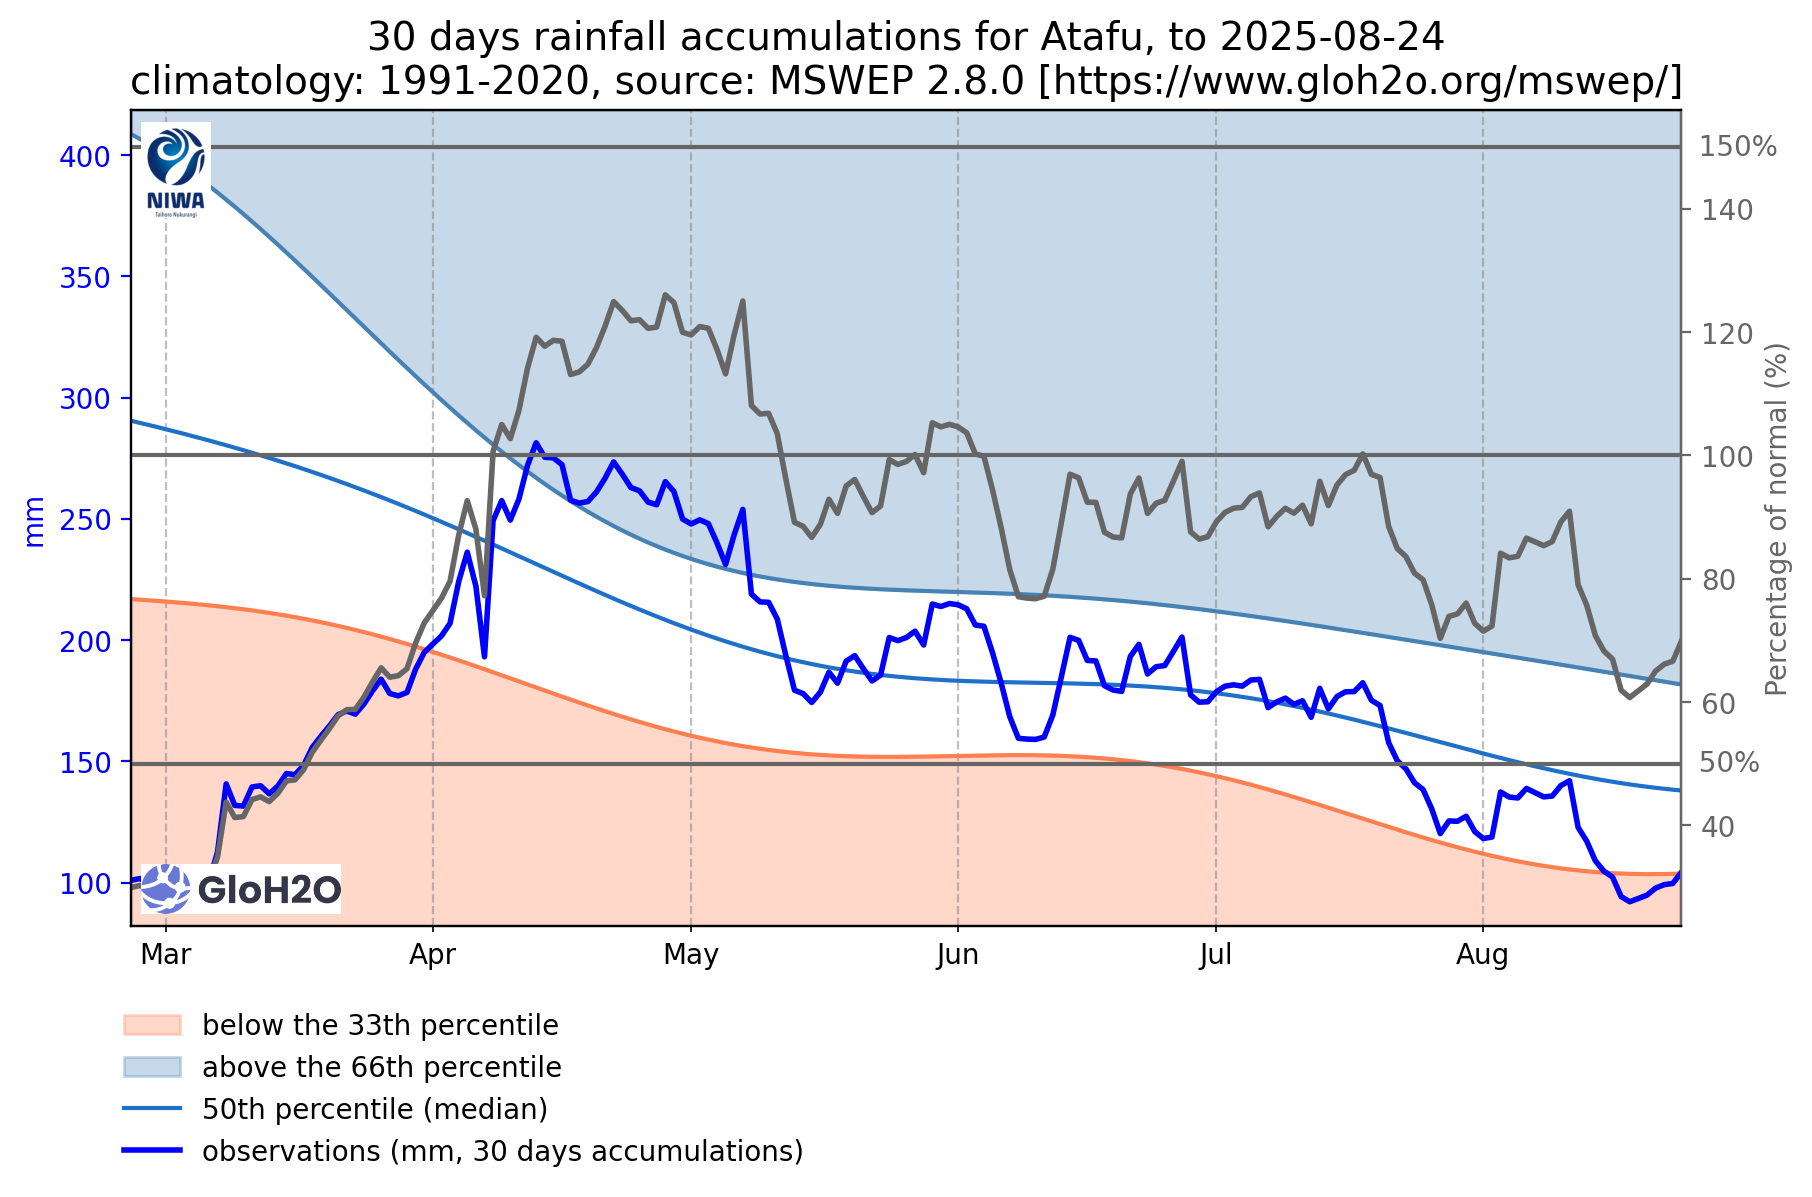 30 days rainfall accumulations for Atafu, to 2025-08-24
climatology: 1991-2020, source: MSWEP 2.8.0 [https://www.gloh2o.org/mswep/]
400
350
300
250
200
150
100
mm
NIWA
Taihoro Nukurangi
GloH2O
150%
140
120
100
80
60
50%
40
Percentage of normal (%)
Mar
Apr
May
Jun
Jul
Aug
below the 33th percentile
above the 66th percentile
50th percentile (median)
observations (mm, 30 days accumulations)